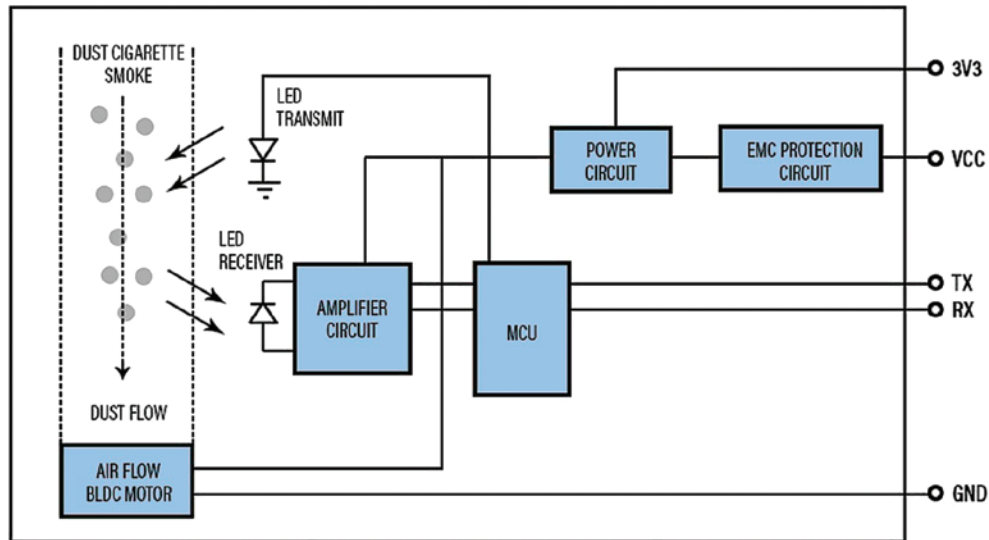 DUST CIGARETTE
SMOKE
LED
TRANSMIT
3V3
POWER
CIRCUIT
EMC PROTECTION
CIRCUIT
VCC
LED
RECEIVER
AMPLIFIER
CIRCUIT
MCU
TX
RX
DUST FLOW
AIR FLOW
BLDC MOTOR
GND